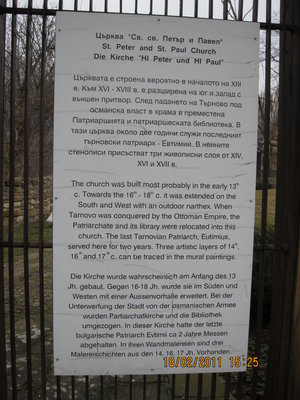 Църква "Св. св. Петър и Павел"
St. Peter and St. Paul Church
Die Kirche "Hl Peter und Hl Paul"
Църквата е строена вероятно в началото на XIII
в. Към XVI - XVIII в. е разширена на юг и запад с
външен притвор. След падането на Търново под
османска власт в храма е преместена
Патриаршията и патриаршеската библиотека. В
тази църква около две години служи последният
търновски патриарх - Евтимий. В нейните
стенописи присъстват три живописни слоя от XIV,
XVI и XVII в.
The church was built most probably in the early 13th
c. Towards the 16th - 18th c. it was extended on the
South and West with an outdoor narthex. When
Tarnovo was conquered by the Ottoman Empire, the
Patriarchate and its library were relocated into this
church. The last Tarnovian Patriarch, Eutimius,
served here for two years. Three artistic layers of 14th,
16th and 17th c. can be traced in the mural paintings.
Die Kirche wurde wahrscheinlich am Anfang des 13
Jh. gebaut. Gegen 16-18 Jh. wurde sie im Süden und
Westen mit einer Aussenvorhalle erweitert. Bei der
Unterwerfung der Stadt von der osmanischen Armee
wurden Partiarchatkirche und die Bibliothek
umgezogen. In dieser Kirche hatte der letzte
bulgarische Patriarch Evtimii ca 2 Jahre Messen
abgehalten. In ihren Wandmalereien sind drei
Malereischichten aus den 14, 16, 17 Jh. Vorhanden.
18/02/2011